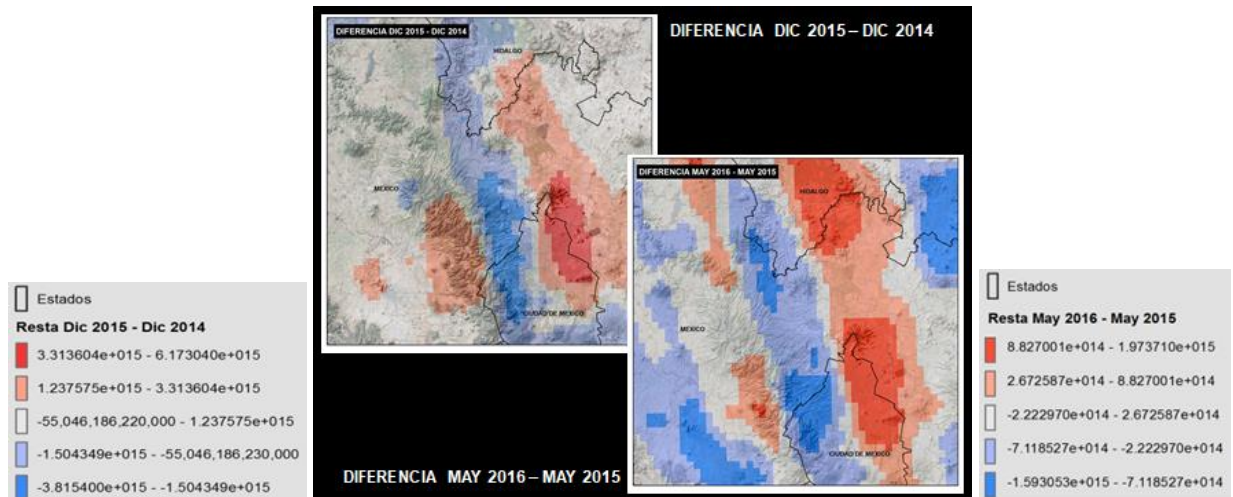 DIFERENCIA DIC 2015 - DIC 2014
HIDALGO
MEXICO
CIUDAD DE MEXICO
DIFERENCIA DIC 2015 – DIC 2014
DIFERENCIA MAY 2016 - MAY 2015
HIDALGO
MEXICO
CIUDAD DE MEXICO
DIFERENCIA MAY 2016 – MAY 2015
Estados
Resta Dic 2015 - Dic 2014
3.313604e+015 - 6.173040e+015
1.237575e+015 - 3.313604e+015
-55,046,186,220,000 - 1.237575e+015
-1.504349e+015 - -55,046,186,230,000
-3.815400e+015 - -1.504349e+015
Estados
Resta May 2016 - May 2015
8.827001e+014 - 1.973710e+015
2.672587e+014 - 8.827001e+014
-2.222970e+014 - 2.672587e+014
-7.118527e+014 - -2.222970e+014
-1.593053e+015 - -7.118527e+014